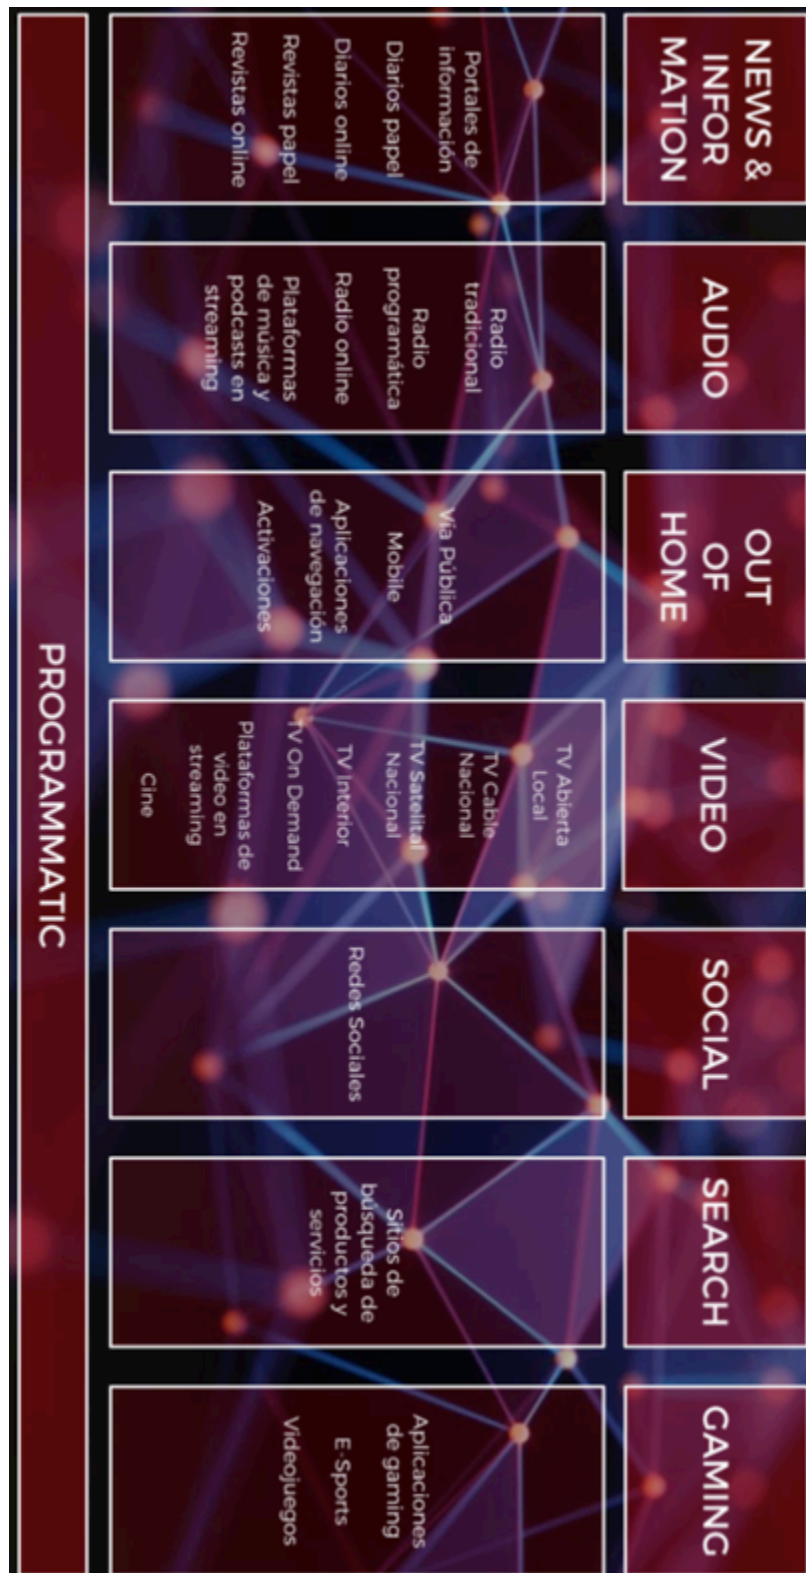 NEWS &
INFOR
MATION
Portales de
información
Diarios papel
Diarios online
Revistas papel
Revistas online
AUDIO
Radio
tradicional
Radio
programática
Radio online
Plataformas
de música y
podcasts en
streaming
OUT
OF
HOME
Vía Pública
Mobile
Aplicaciones
de navegación
Activaciones
VIDEO
TV Abierta
Local
TV Cable
Nacional
TV Satelital
Nacional
TV Interior
TV On Demand
Plataformas de
video en
streaming
Cine
SOCIAL
Redes Sociales
SEARCH
Sitios de
búsqueda de
productos y
servicios
GAMING
Aplicaciones
de gaming
E-Sports
Videojuegos
PROGRAMMATIC